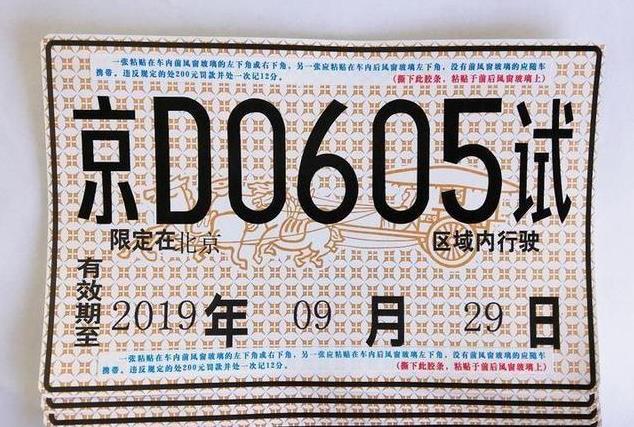 一张粘贴在车内前风窗玻璃的左下角或右下角，另一张应粘贴在车内后风窗玻璃左下角，没有前风窗玻璃的应随车
携带。违反规定的处200元罚款并处一次记12分。 （撕下此胶条，粘贴于前后风窗玻璃上）
京D0605试
限定在北京 区域内行驶
有效期至 2019年 09 月 29 日
一张粘贴在车内前风窗玻璃的左下角或右下角，另一张应粘贴在车内后风窗玻璃左下角，没有前风窗玻璃的应随车
携带。违反规定的处200元罚款并处一次记12分。 （撕下此胶条，粘贴于前后风窗玻璃上）